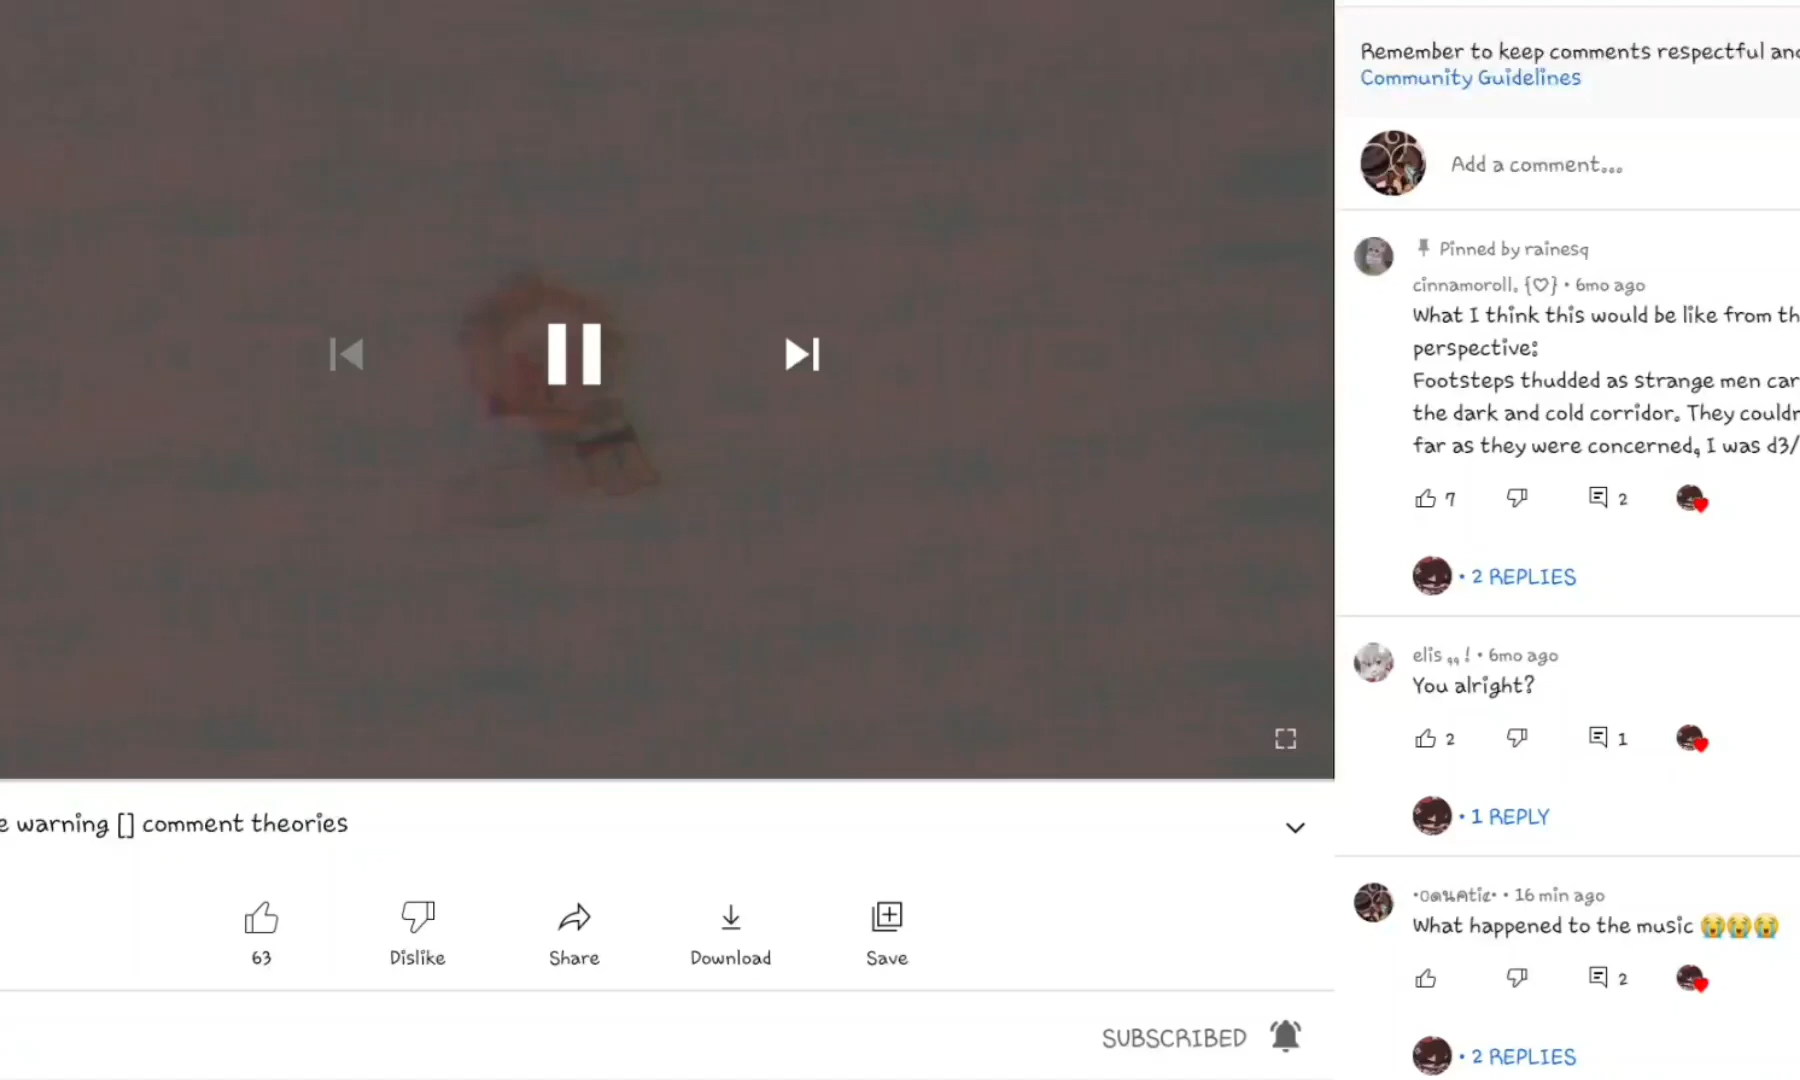 Remember to keep comments respectful and
Community Guidelines
Add a comment...
Pinned by rainesq
cinnamoroll. {♡} • 6mo ago
What I think this would be like from th
perspective:
Footsteps thudded as strange men car
the dark and cold corridor. They couldn
far as they were concerned, I was d3/
7
2
• 2 REPLIES
elis ,, ! • 6mo ago
You alright?
2
1
• 1 REPLY
• 16 min ago
What happened to the music 😭😭😭
2
• 2 REPLIES
e warning [] comment theories
63
Dislike
Share
Download
Save
SUBSCRIBED